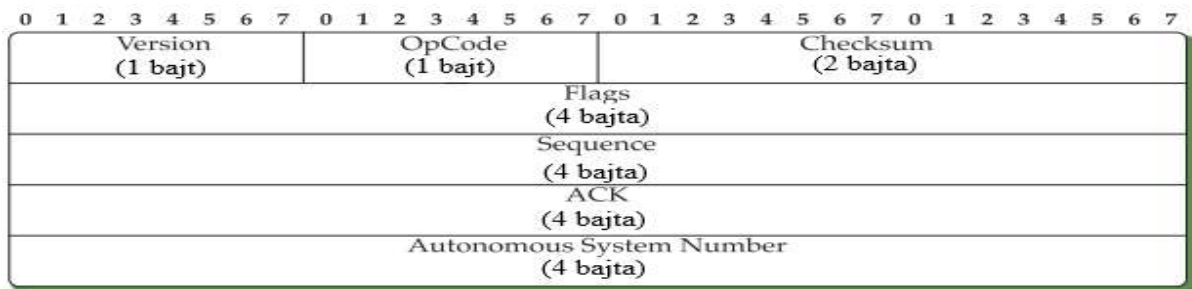 0 1 2 3 4 5 6 7 0 1 2 3 4 5 6 7 0 1 2 3 4 5 6 7 0 1 2 3 4 5 6 7
Version OpCode Checksum
(1 bajt) (1 bajt) (2 bajta)
Flags
(4 bajta)
Sequence
(4 bajta)
ACK
(4 bajta)
Autonomous System Number
(4 bajta)